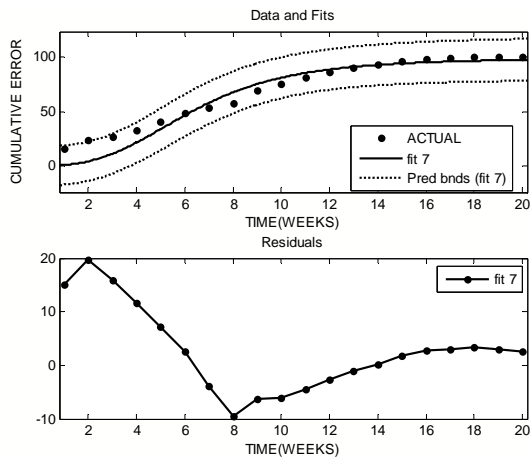 Data and Fits
100
50
0
CUMULATIVE ERROR
ACTUAL
fit 7
Pred bnds (fit 7)
2 4 6 8 10 12 14 16 18 20
TIME(WEEKS)
Residuals
20
10
0
-10
fit 7
2 4 6 8 10 12 14 16 18 20
TIME(WEEKS)